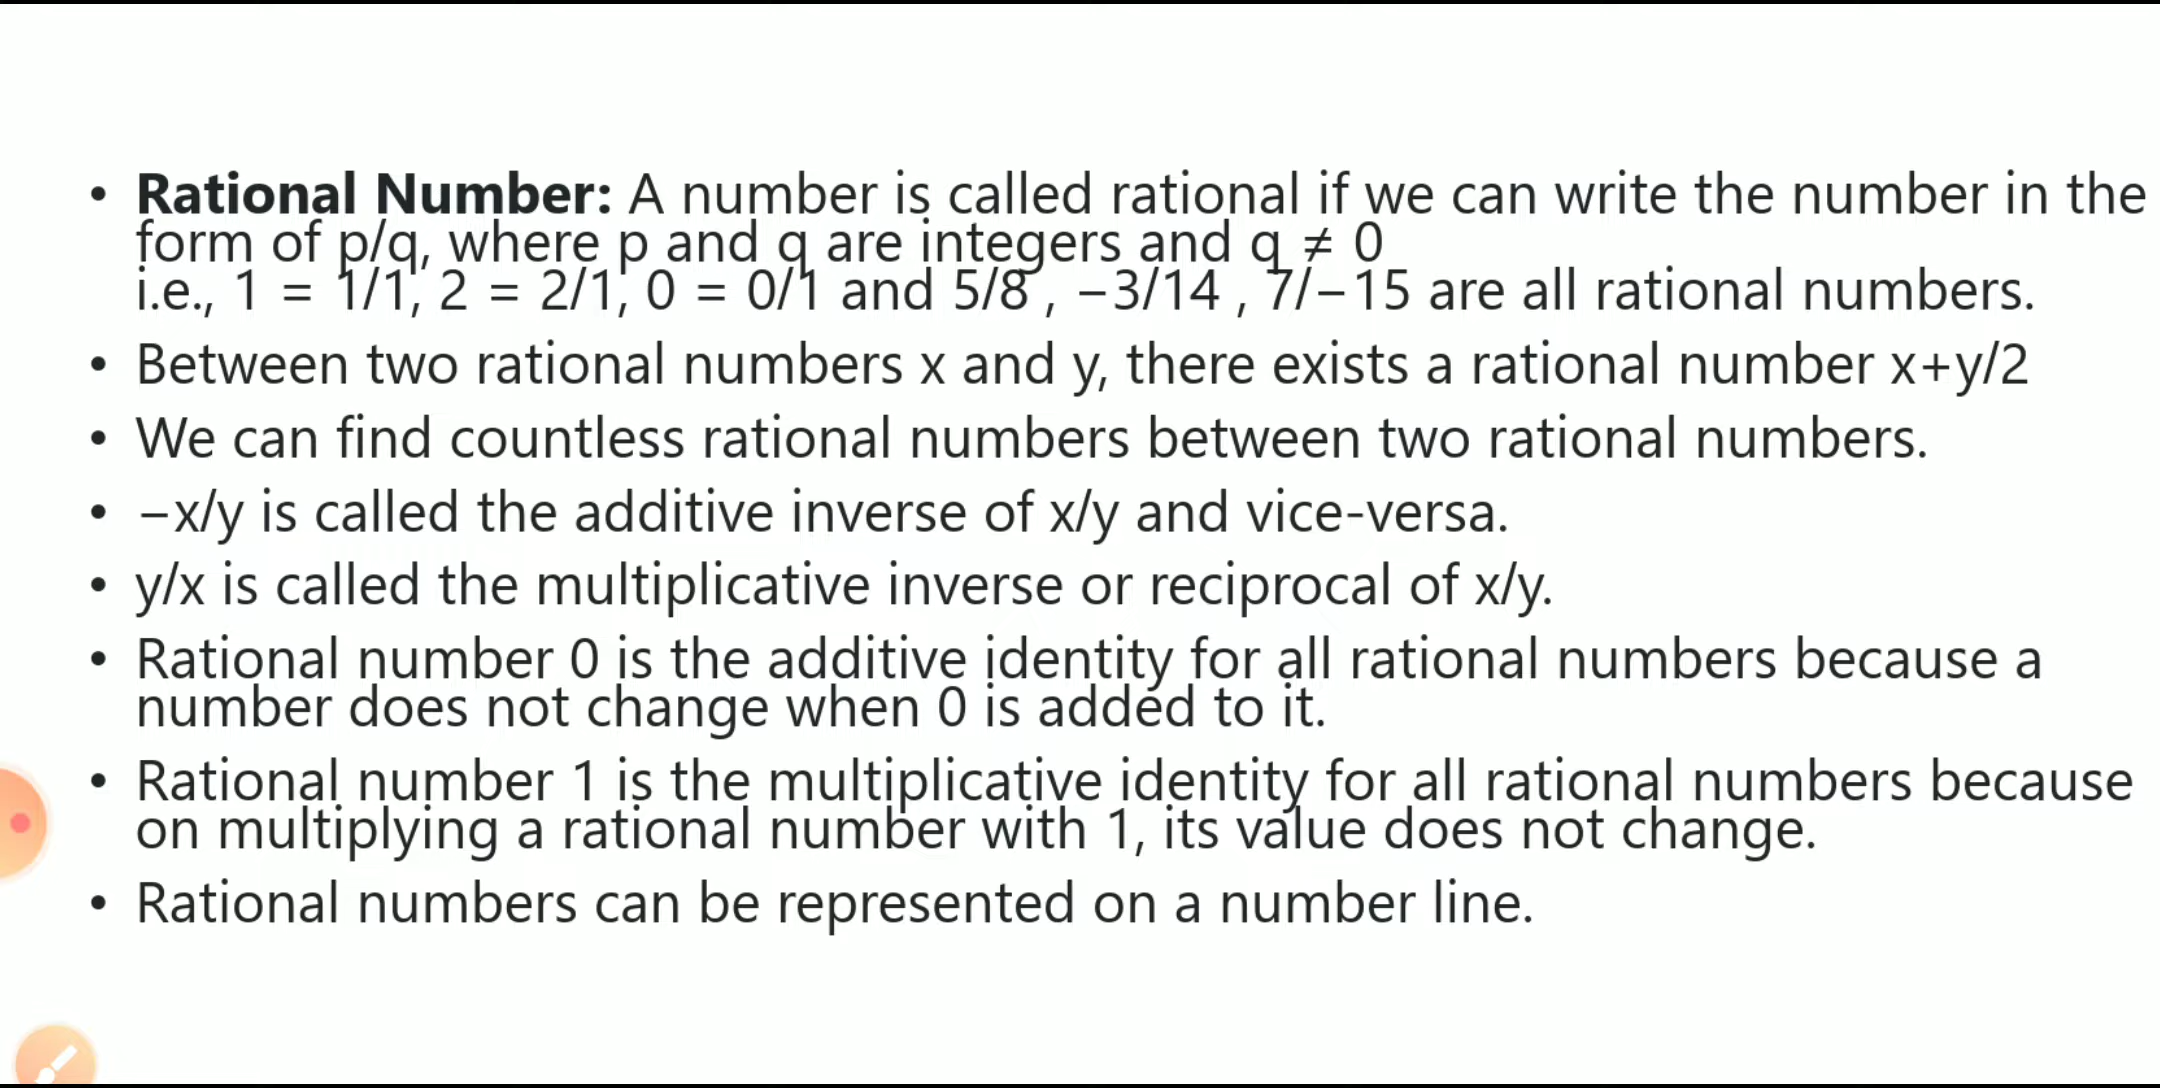 • Rational Number: A number is called rational if we can write the number in the
form of p/q, where p and q are integers and q ≠ 0
i.e., 1 = 1/1, 2 = 2/1, 0 = 0/1 and 5/8 , −3/14 , 7/−15 are all rational numbers.
• Between two rational numbers x and y, there exists a rational number x+y/2
• We can find countless rational numbers between two rational numbers.
• −x/y is called the additive inverse of x/y and vice-versa.
• y/x is called the multiplicative inverse or reciprocal of x/y.
• Rational number 0 is the additive identity for all rational numbers because a
number does not change when 0 is added to it.
• Rational number 1 is the multiplicative identity for all rational numbers because
on multiplying a rational number with 1, its value does not change.
• Rational numbers can be represented on a number line.